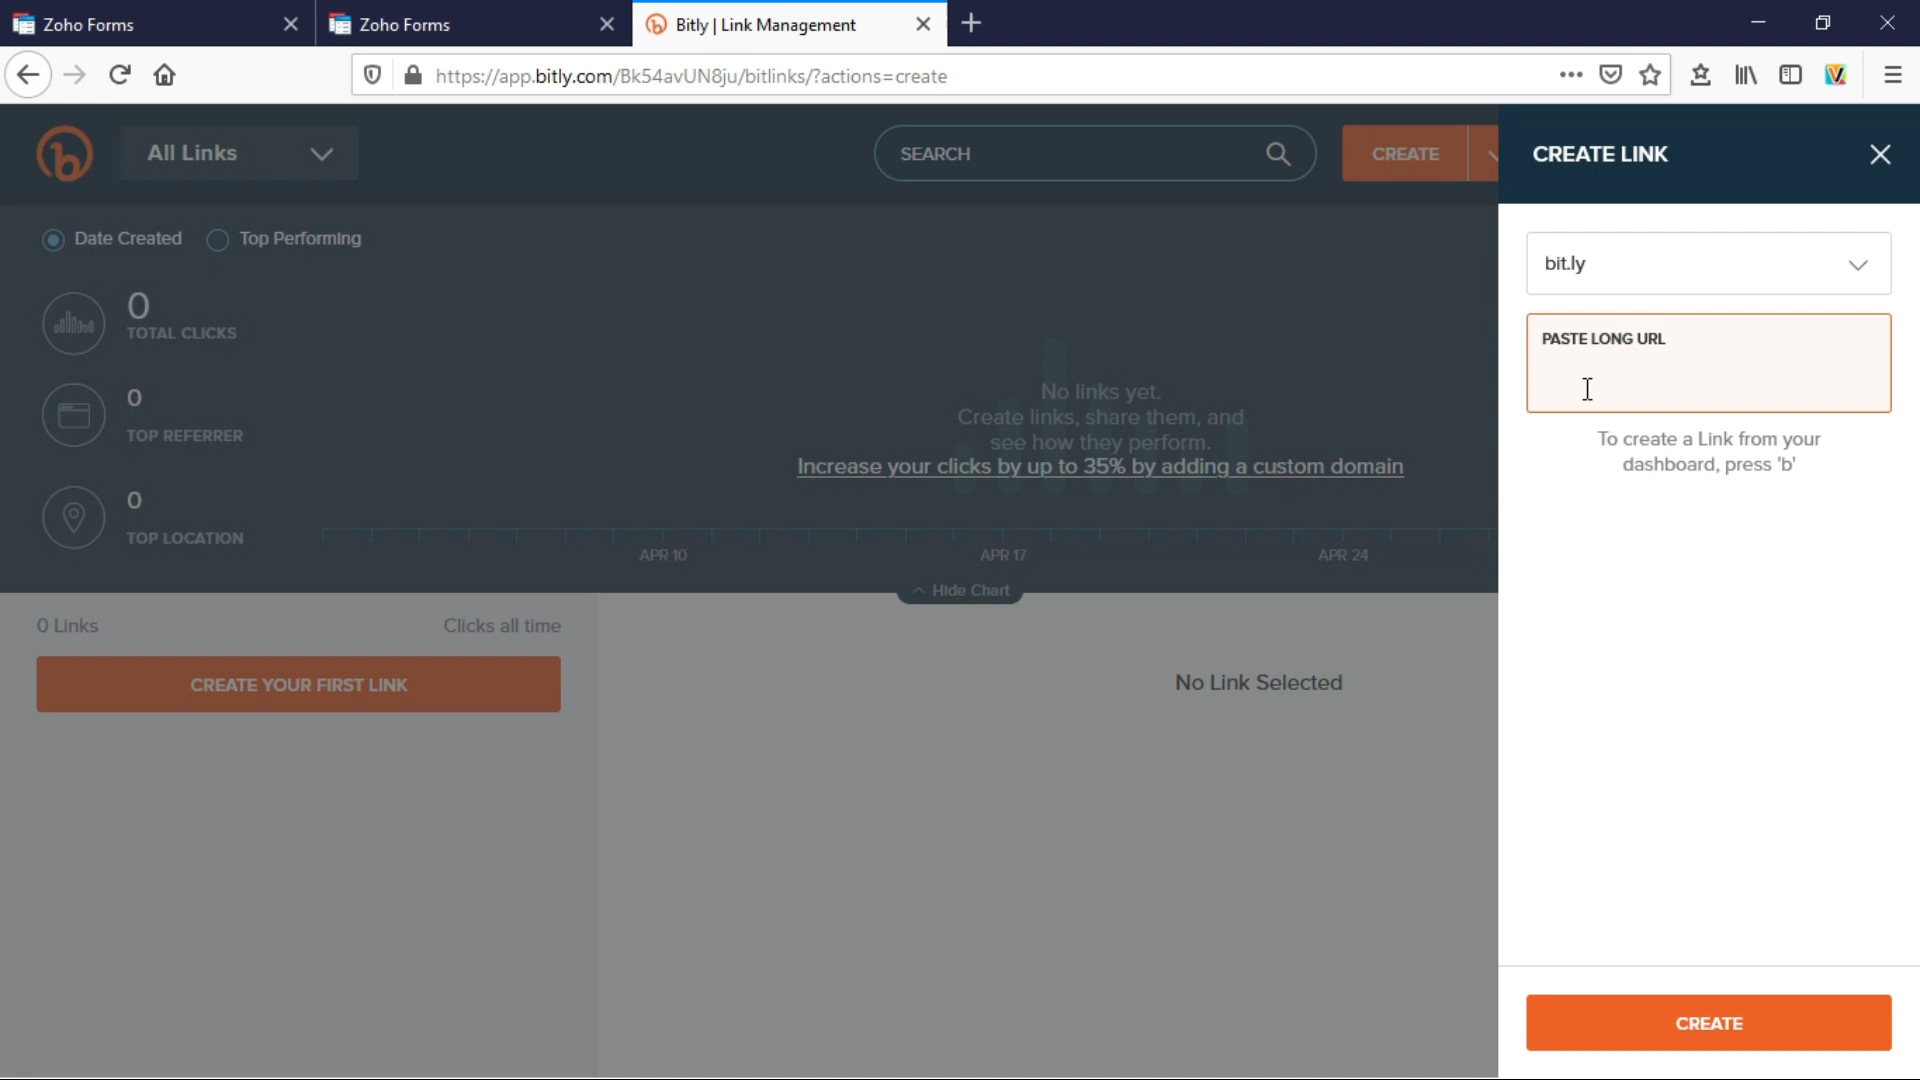 Zoho Forms
Zoho Forms
Bitly | Link Management
https://app.bitly.com/Bk54avUN8ju/bitlinks/?actions=create
All Links
SEARCH
CREATE
CREATE LINK
Date Created
Top Performing
bit.ly
0
TOTAL CLICKS
PASTE LONG URL
0
TOP REFERRER
No links yet.
Create links, share them, and
see how they perform.
Increase your clicks by up to 35% by adding a custom domain
To create a Link from your
dashboard, press 'b'
0
TOP LOCATION
APR 10
APR 17
APR 24
Hide Chart
0 Links
Clicks all time
CREATE YOUR FIRST LINK
No Link Selected
CREATE